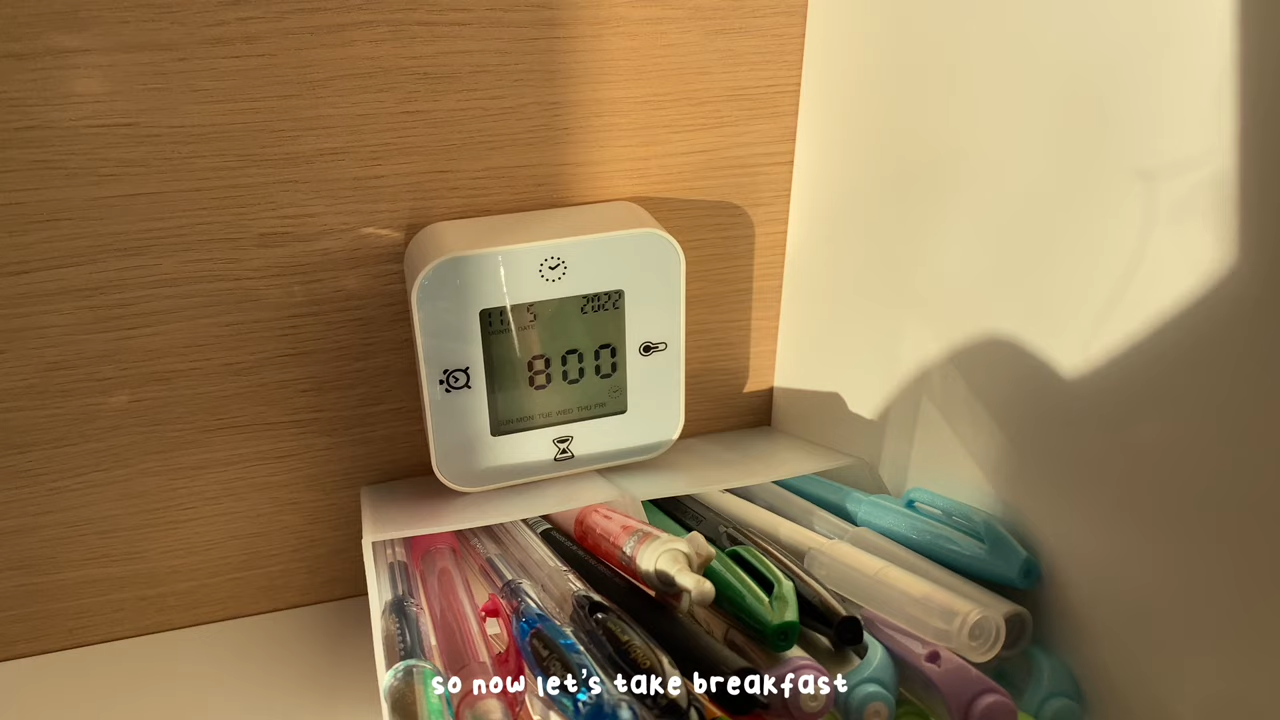 11/ 5 2022
MONTH DATE
8 00
SUN MON TUE WED THU FRI
so now let's take breakfast